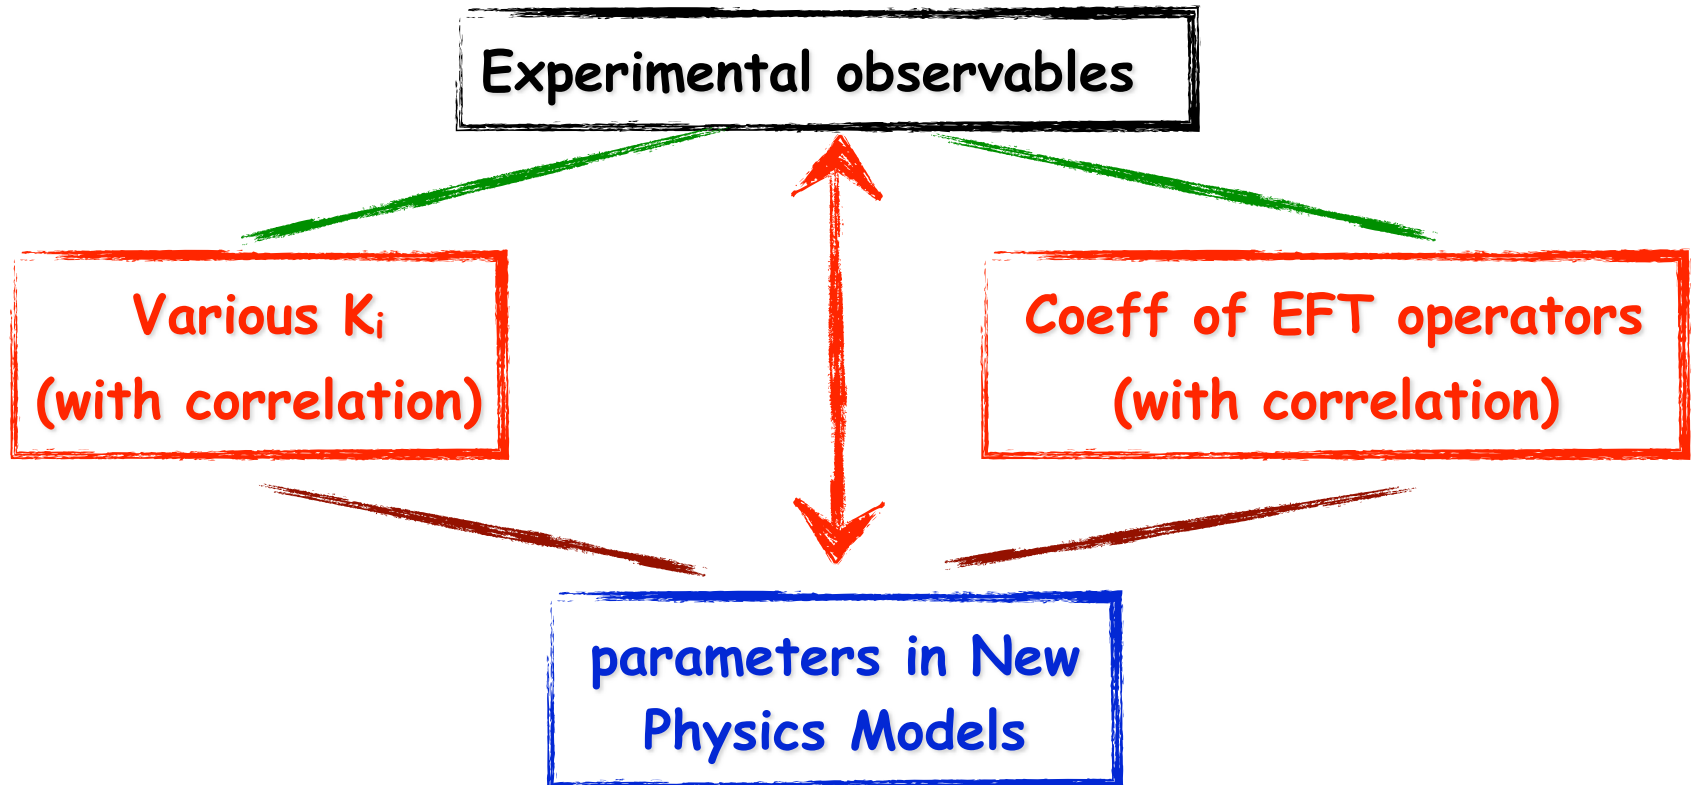 Experimental observables
Various Kᵢ
(with correlation)
Coeff of EFT operators
(with correlation)
parameters in New
Physics Models